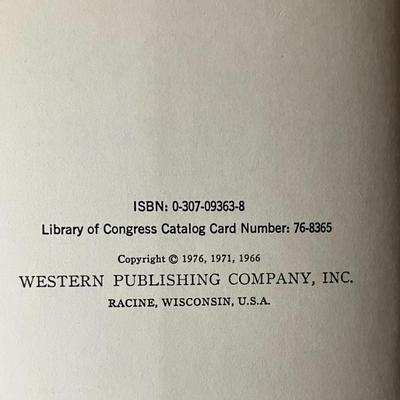 ISBN: 0-307-09363-8
Library of Congress Catalog Card Number: 76-8365
Copyright © 1976, 1971, 1966
WESTERN PUBLISHING COMPANY, INC.
RACINE, WISCONSIN, U.S.A.